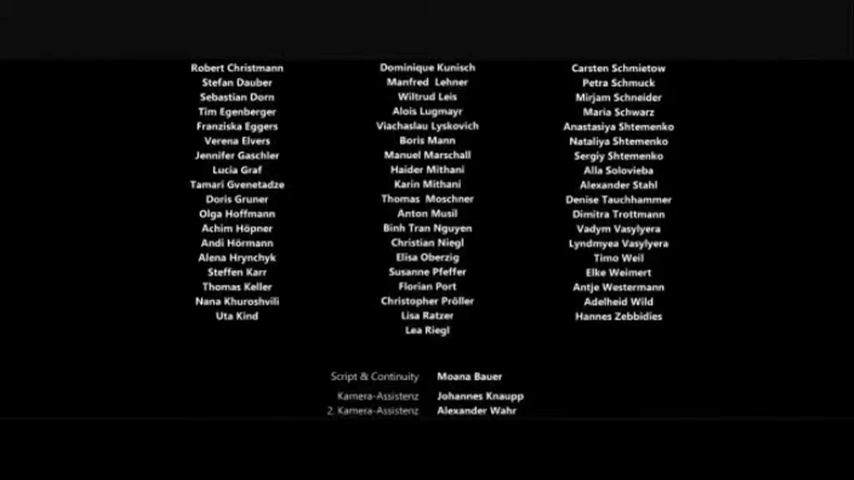 Robert Christmann
Stefan Dauber
Sebastian Dorn
Tim Egenberger
Franziska Eggers
Verena Elvers
Jennifer Gaschler
Lucia Graf
Tamari Gvenetadze
Doris Gruner
Olga Hoffmann
Achim Höpner
Andi Hörmann
Alena Hrynchyk
Steffen Karr
Thomas Keller
Nana Khuroshvili
Uta Kind
Dominique Kunisch
Manfred Lehner
Wiltrud Leis
Alois Lugmayr
Viachaslau Lyskovich
Boris Mann
Manuel Marschall
Haider Mithani
Karin Mithani
Thomas Moschner
Anton Musil
Binh Tran Nguyen
Christian Niegl
Elisa Oberzig
Susanne Pfeffer
Florian Port
Christopher Pröller
Lisa Ratzer
Lea Riegl
Carsten Schmietow
Petra Schmuck
Mirjam Schneider
Maria Schwarz
Anastasiya Shtemenko
Nataliya Shtemenko
Sergiy Shtemenko
Alla Solovieba
Alexander Stahl
Denise Tauchhammer
Dimitra Trottmann
Vadym Vasylyera
Lyndmyea Vasylyera
Timo Weil
Elke Weimert
Antje Westermann
Adelheid Wild
Hannes Zebbidies
Script & Continuity Moana Bauer
Kamera-Assistenz Johannes Knaupp
2. Kamera-Assistenz Alexander Wahr